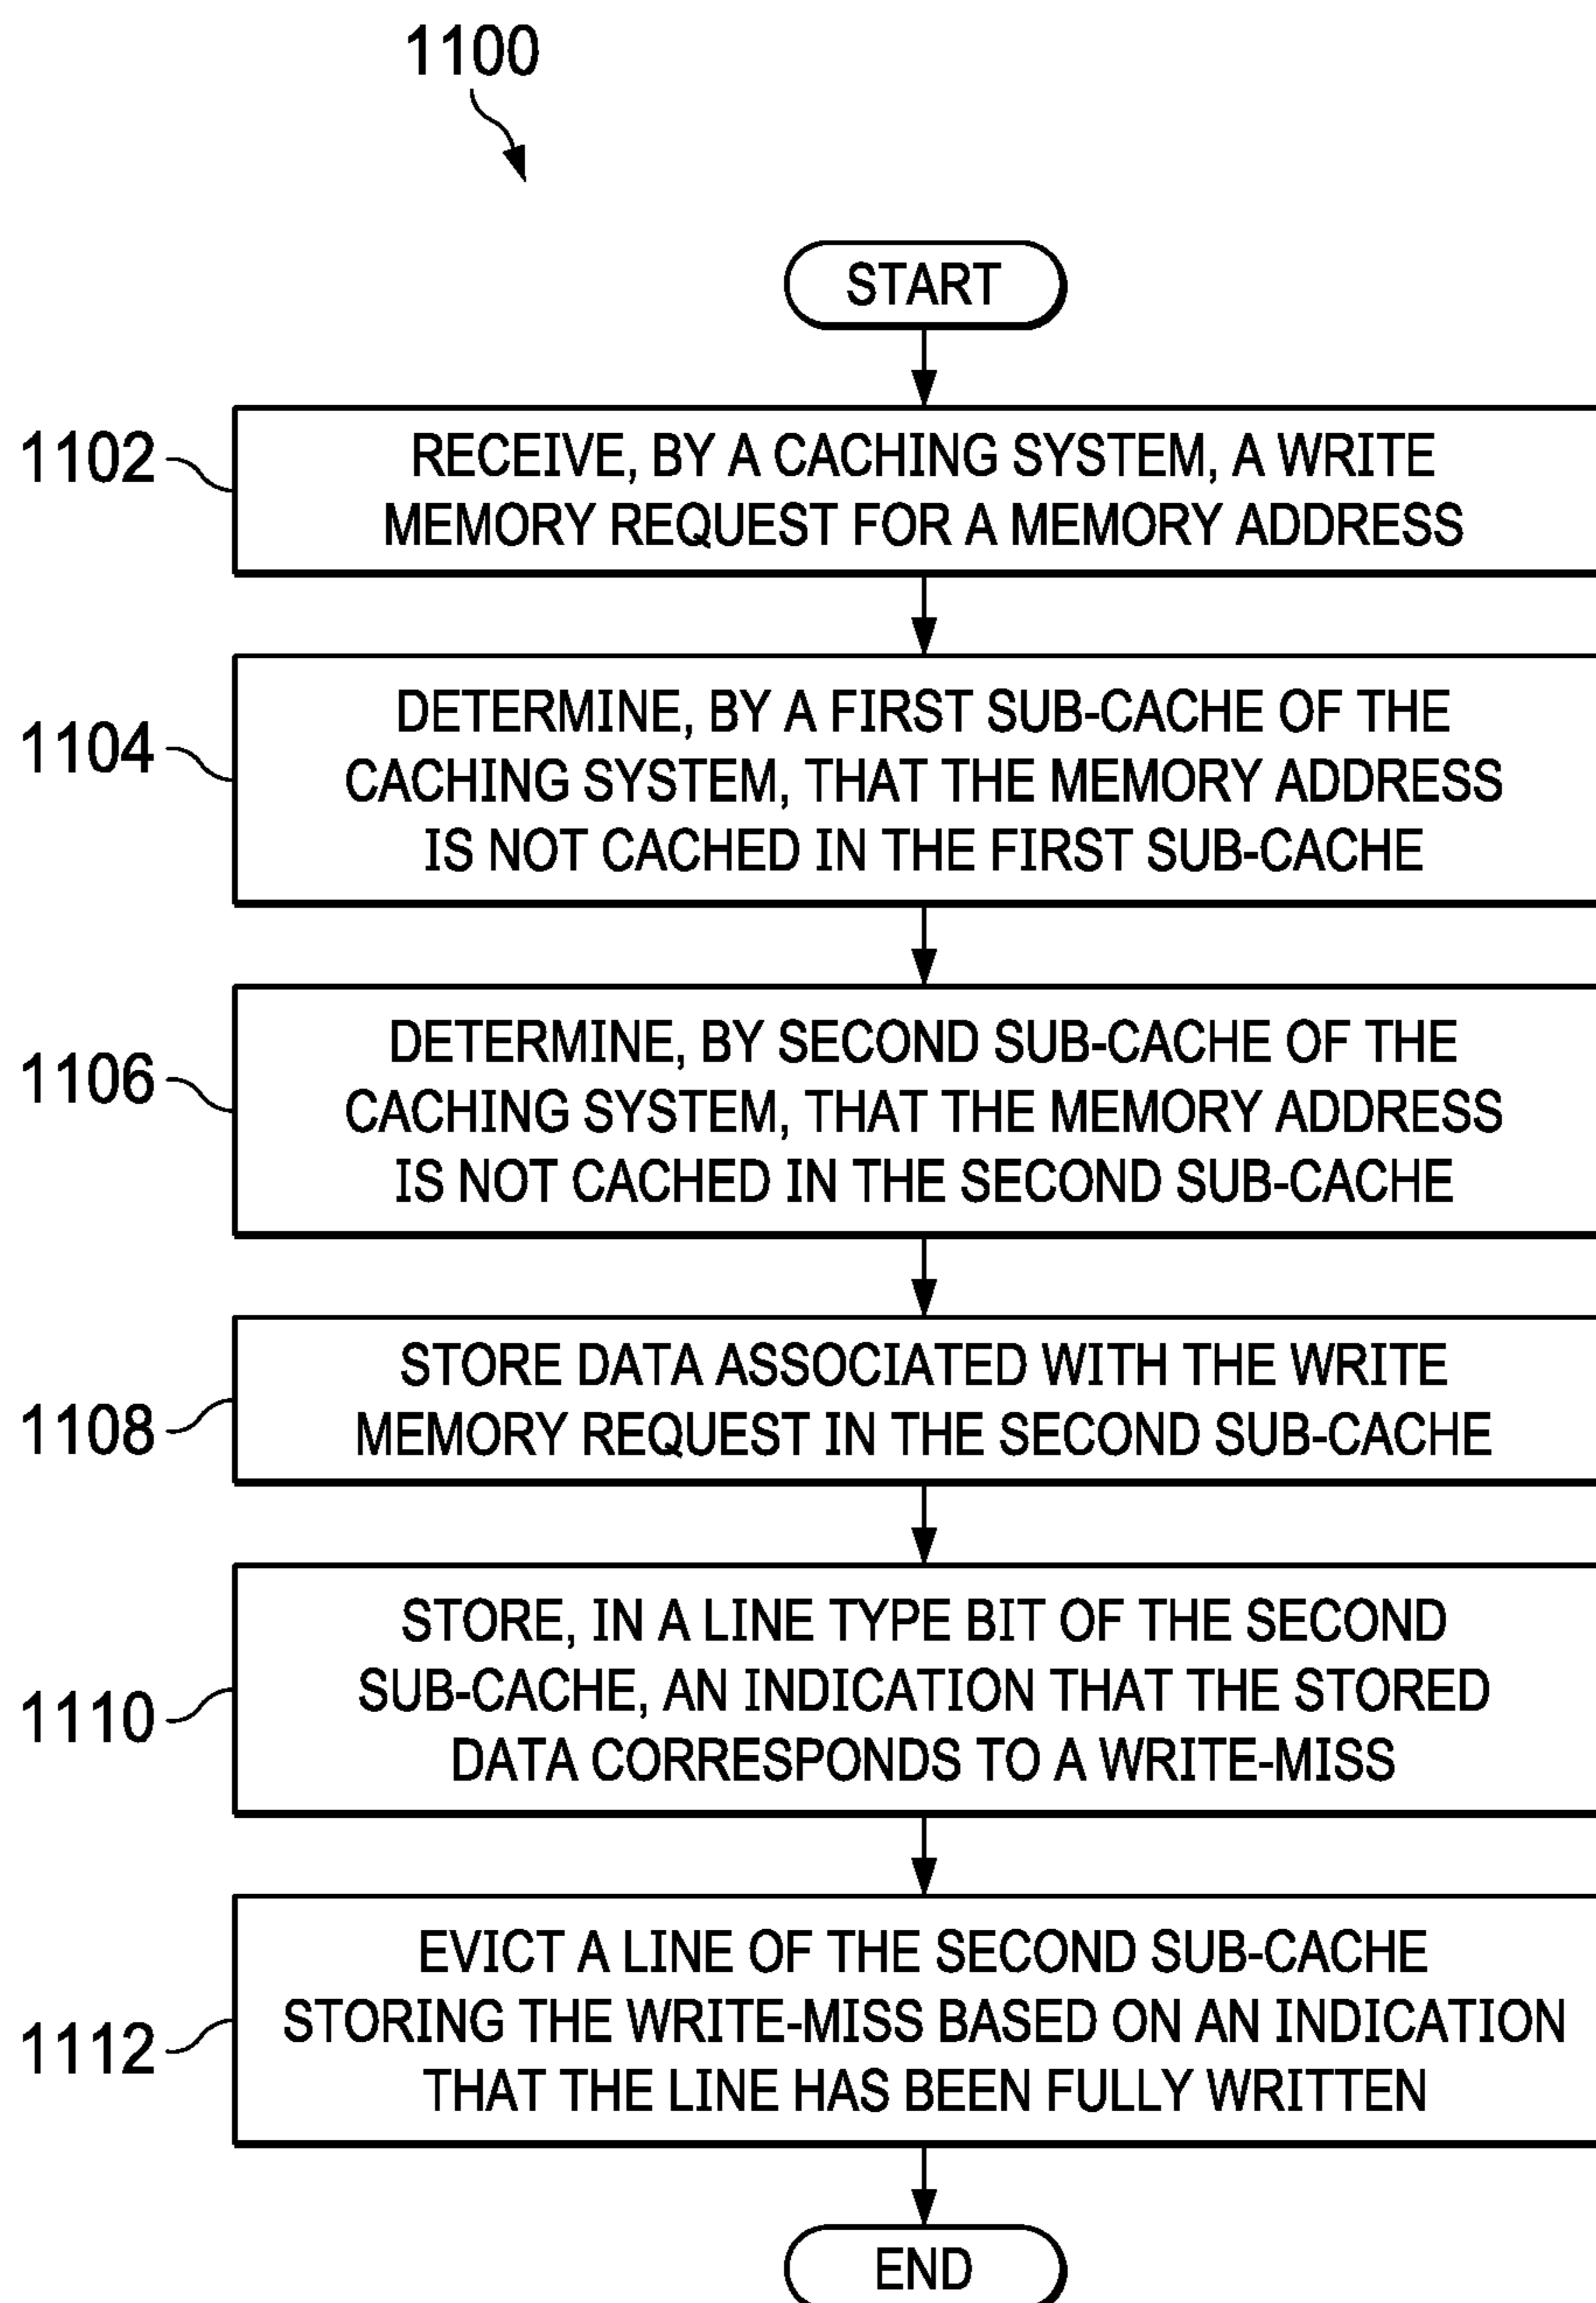 1100
START
1102
RECEIVE, BY A CACHING SYSTEM, A WRITE
MEMORY REQUEST FOR A MEMORY ADDRESS
1104
DETERMINE, BY A FIRST SUB-CACHE OF THE
CACHING SYSTEM, THAT THE MEMORY ADDRESS
IS NOT CACHED IN THE FIRST SUB-CACHE
1106
DETERMINE, BY SECOND SUB-CACHE OF THE
CACHING SYSTEM, THAT THE MEMORY ADDRESS
IS NOT CACHED IN THE SECOND SUB-CACHE
1108
STORE DATA ASSOCIATED WITH THE WRITE
MEMORY REQUEST IN THE SECOND SUB-CACHE
1110
STORE, IN A LINE TYPE BIT OF THE SECOND
SUB-CACHE, AN INDICATION THAT THE STORED
DATA CORRESPONDS TO A WRITE-MISS
1112
EVICT A LINE OF THE SECOND SUB-CACHE
STORING THE WRITE-MISS BASED ON AN INDICATION
THAT THE LINE HAS BEEN FULLY WRITTEN
END